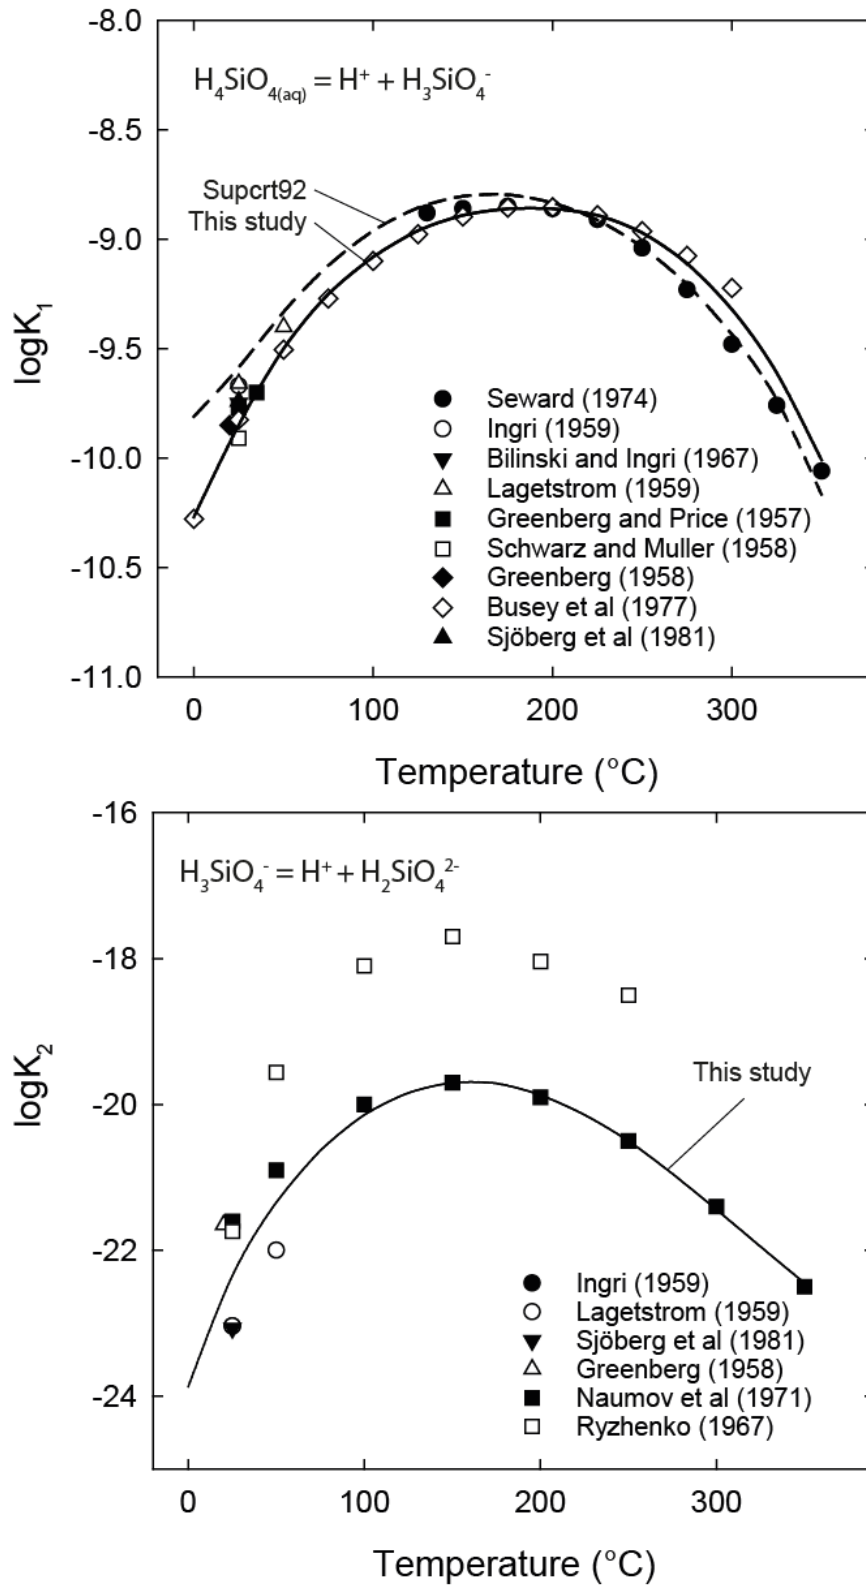 -8.0
H₄SiO₄(aq) = H⁺ + H₃SiO₄⁻
-8.5
Supcrt92
This study
-9.0
logK₁
-9.5
Seward (1974)
Ingri (1959)
Bilinski and Ingri (1967)
-10.0
Lagetstrom (1959)
Greenberg and Price (1957)
Schwarz and Muller (1958)
-10.5
Greenberg (1958)
Busey et al (1977)
Sjöberg et al (1981)
-11.0
0 100 200 300
Temperature (°C)
-16
H₃SiO₄⁻ = H⁺ + H₂SiO₄²⁻
-18
logK₂
This study
-20
-22
Ingri (1959)
Lagetstrom (1959)
Sjöberg et al (1981)
Greenberg (1958)
-24
Naumov et al (1971)
Ryzhenko (1967)
0 100 200 300
Temperature (°C)